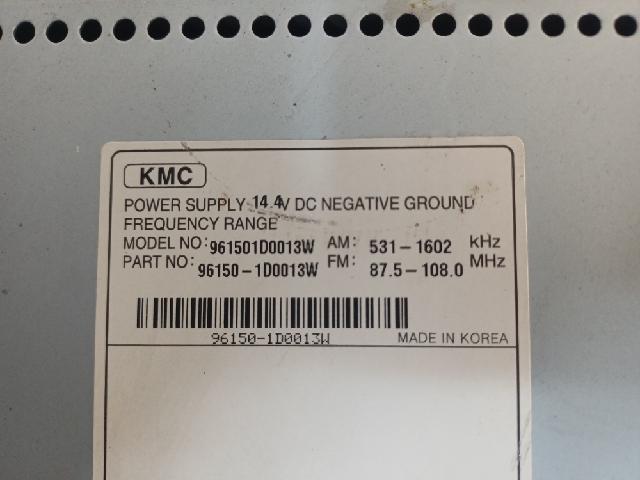 KMC
POWER SUPPLY 14.4V DC NEGATIVE GROUND
FREQUENCY RANGE
MODEL NO: 961501D0013W AM: 531-1602 kHz
PART NO: 96150-1D0013W FM: 87.5-108.0 MHz
96150-1D0013W MADE IN KOREA